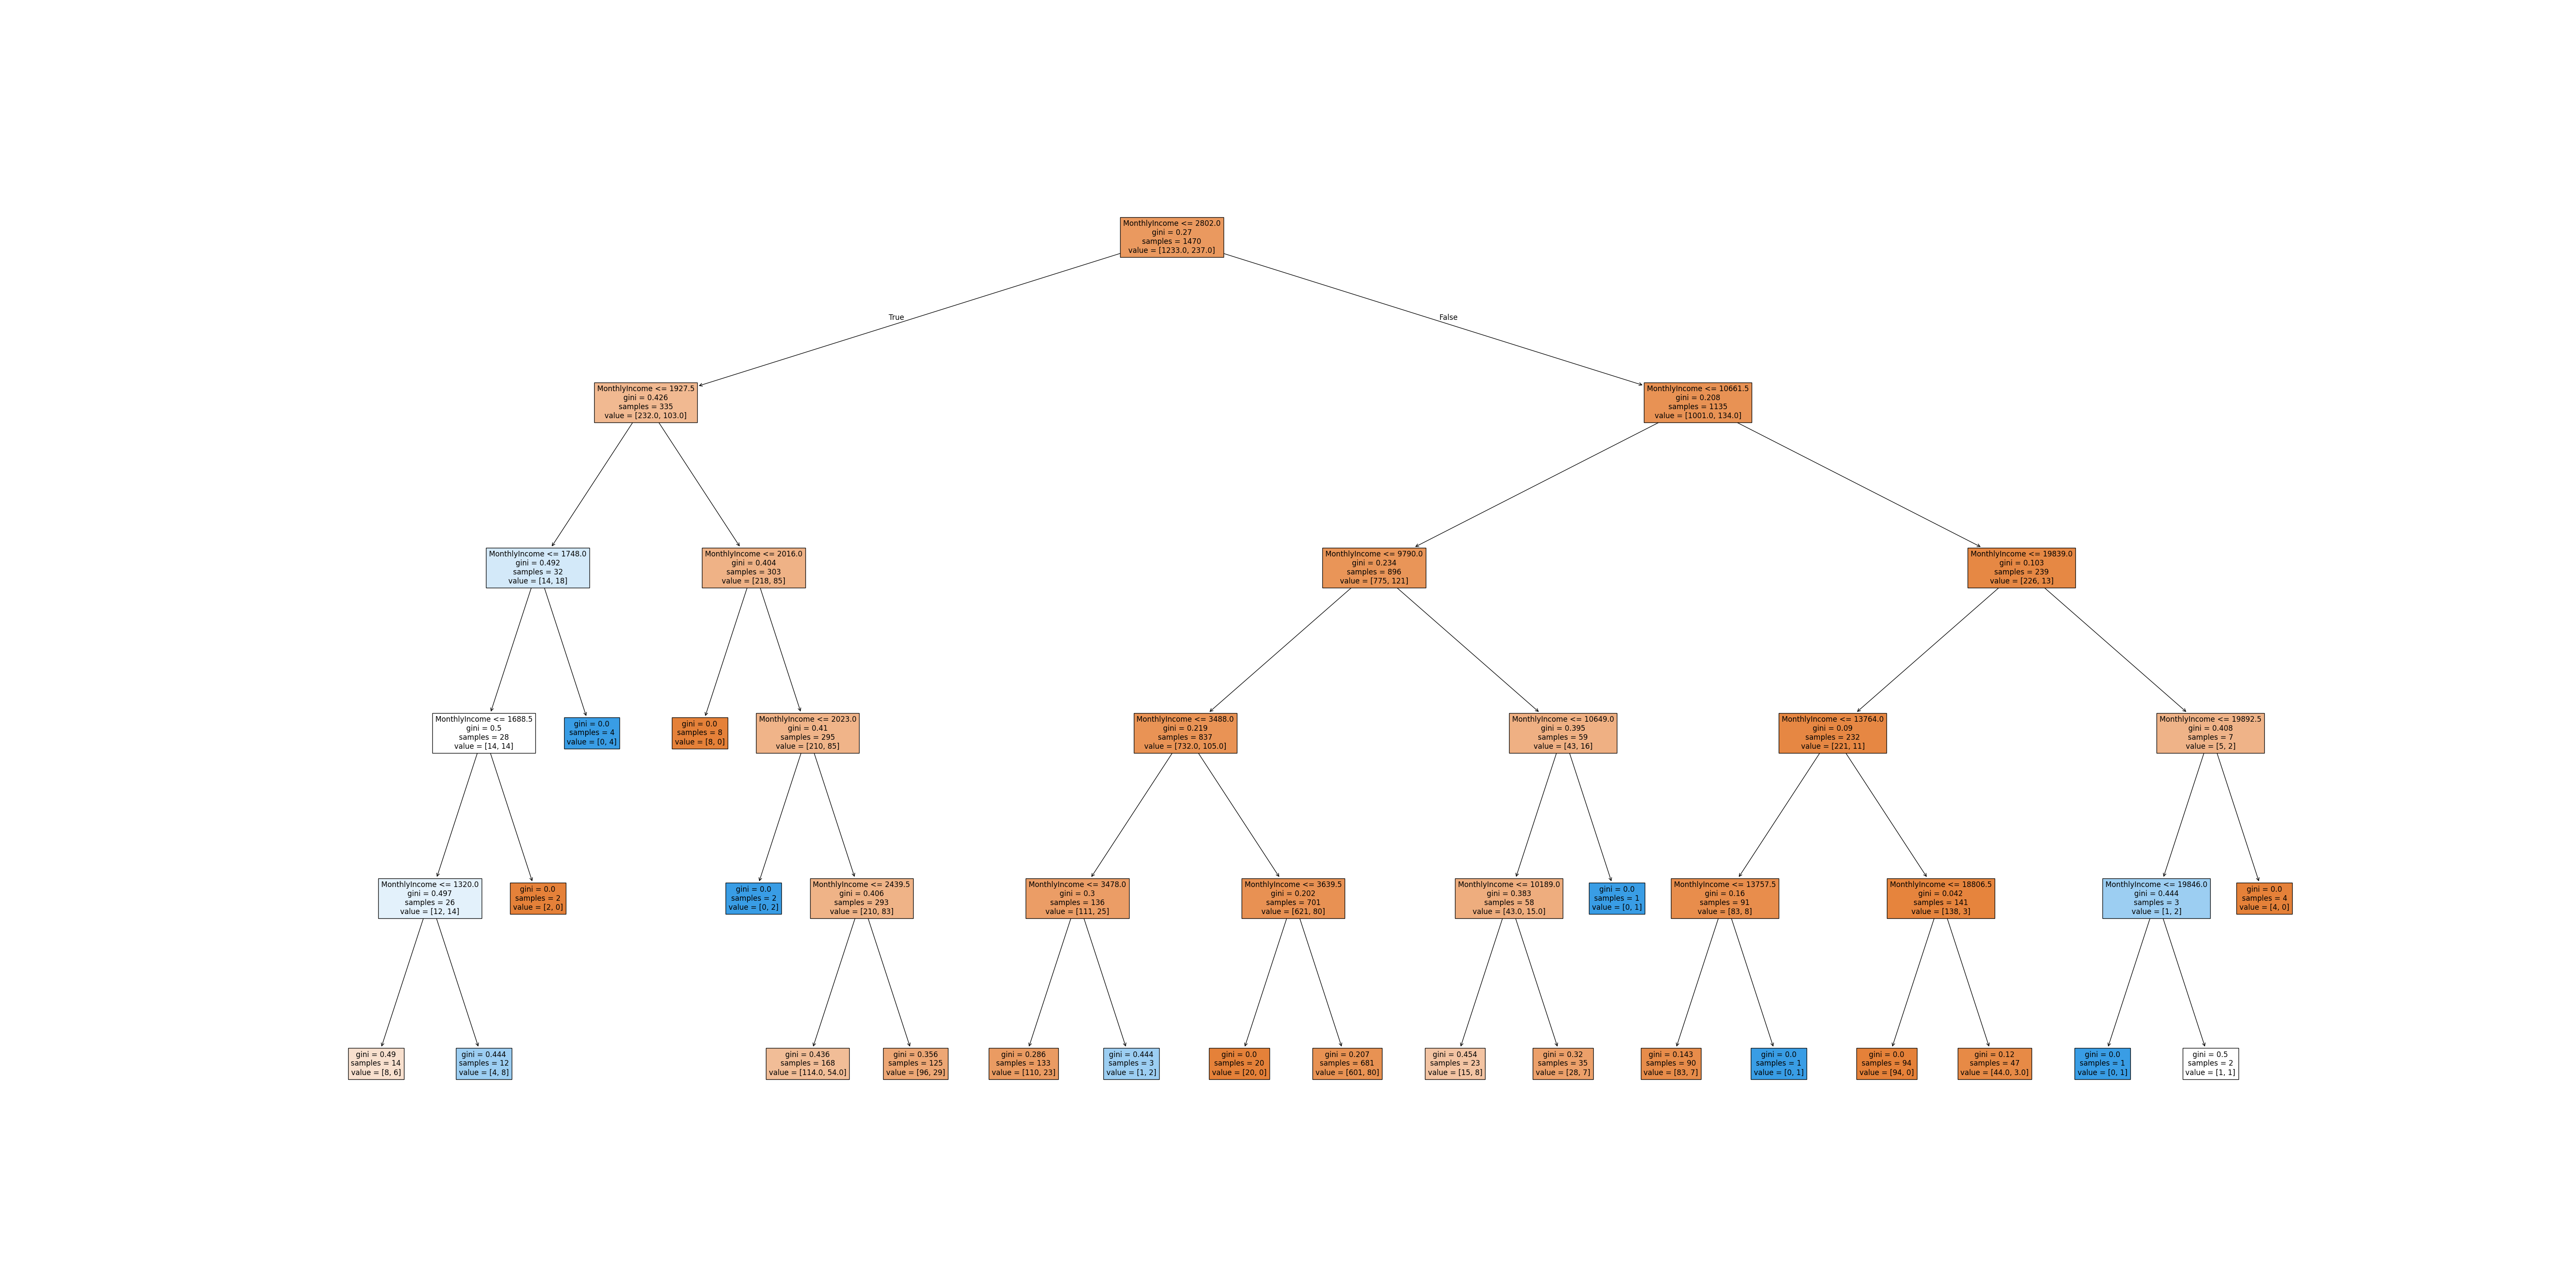 MonthlyIncome <= 2802.0
gini = 0.27
samples = 1470
value = [1233.0, 237.0]
True
False
MonthlyIncome <= 1927.5
gini = 0.426
samples = 335
value = [232.0, 103.0]
MonthlyIncome <= 10661.5
gini = 0.208
samples = 1135
value = [1001.0, 134.0]
MonthlyIncome <= 1748.0
gini = 0.492
samples = 32
value = [14, 18]
MonthlyIncome <= 2016.0
gini = 0.404
samples = 303
value = [218, 85]
MonthlyIncome <= 9790.0
gini = 0.234
samples = 896
value = [775, 121]
MonthlyIncome <= 19839.0
gini = 0.103
samples = 239
value = [226, 13]
MonthlyIncome <= 1688.5
gini = 0.5
samples = 28
value = [14, 14]
gini = 0.0
samples = 4
value = [0, 4]
gini = 0.0
samples = 8
value = [8, 0]
MonthlyIncome <= 2023.0
gini = 0.41
samples = 295
value = [210, 85]
MonthlyIncome <= 3488.0
gini = 0.219
samples = 837
value = [732.0, 105.0]
MonthlyIncome <= 10649.0
gini = 0.395
samples = 59
value = [43, 16]
MonthlyIncome <= 13764.0
gini = 0.09
samples = 232
value = [221, 11]
MonthlyIncome <= 19892.5
gini = 0.408
samples = 7
value = [5, 2]
MonthlyIncome <= 1320.0
gini = 0.497
samples = 26
value = [12, 14]
gini = 0.0
samples = 2
value = [2, 0]
gini = 0.0
samples = 2
value = [0, 2]
MonthlyIncome <= 2439.5
gini = 0.406
samples = 293
value = [210, 83]
MonthlyIncome <= 3478.0
gini = 0.3
samples = 136
value = [111, 25]
MonthlyIncome <= 3639.5
gini = 0.202
samples = 701
value = [621, 80]
MonthlyIncome <= 10189.0
gini = 0.383
samples = 58
value = [43.0, 15.0]
gini = 0.0
samples = 1
value = [0, 1]
MonthlyIncome <= 13757.5
gini = 0.16
samples = 91
value = [83, 8]
MonthlyIncome <= 18806.5
gini = 0.042
samples = 141
value = [138, 3]
MonthlyIncome <= 19846.0
gini = 0.444
samples = 3
value = [1, 2]
gini = 0.0
samples = 4
value = [4, 0]
gini = 0.49
samples = 14
value = [8, 6]
gini = 0.444
samples = 12
value = [4, 8]
gini = 0.436
samples = 168
value = [114.0, 54.0]
gini = 0.356
samples = 125
value = [96, 29]
gini = 0.286
samples = 133
value = [110, 23]
gini = 0.444
samples = 3
value = [1, 2]
gini = 0.0
samples = 20
value = [20, 0]
gini = 0.207
samples = 681
value = [601, 80]
gini = 0.454
samples = 23
value = [15, 8]
gini = 0.32
samples = 35
value = [28, 7]
gini = 0.143
samples = 90
value = [83, 7]
gini = 0.0
samples = 1
value = [0, 1]
gini = 0.0
samples = 94
value = [94, 0]
gini = 0.12
samples = 47
value = [44.0, 3.0]
gini = 0.0
samples = 1
value = [0, 1]
gini = 0.5
samples = 2
value = [1, 1]